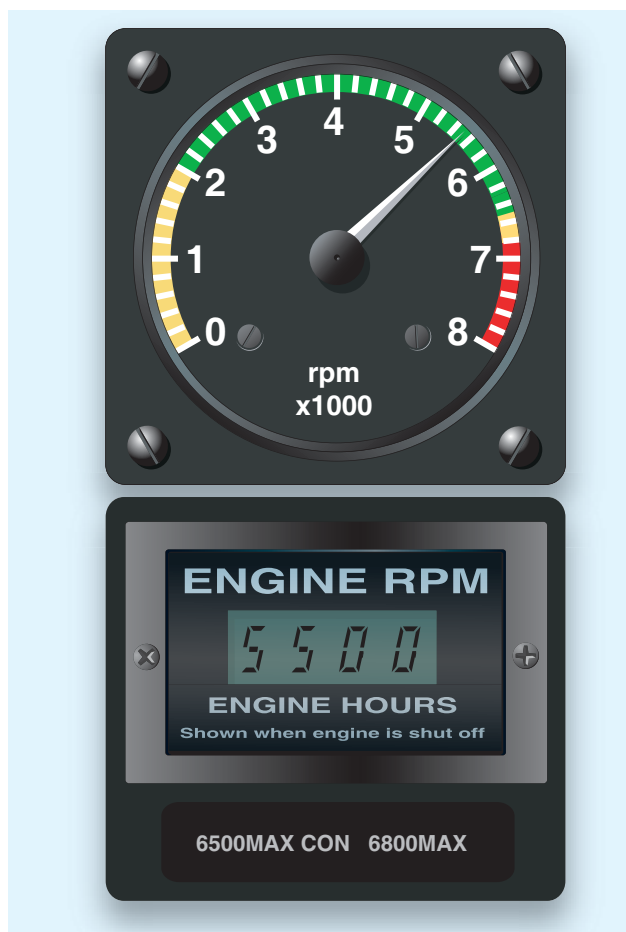 4
3
5
2
6
1
7
0
8
rpm
x1000
ENGINE RPM
5500
ENGINE HOURS
Shown when engine is shut off
6500MAX CON 6800MAX